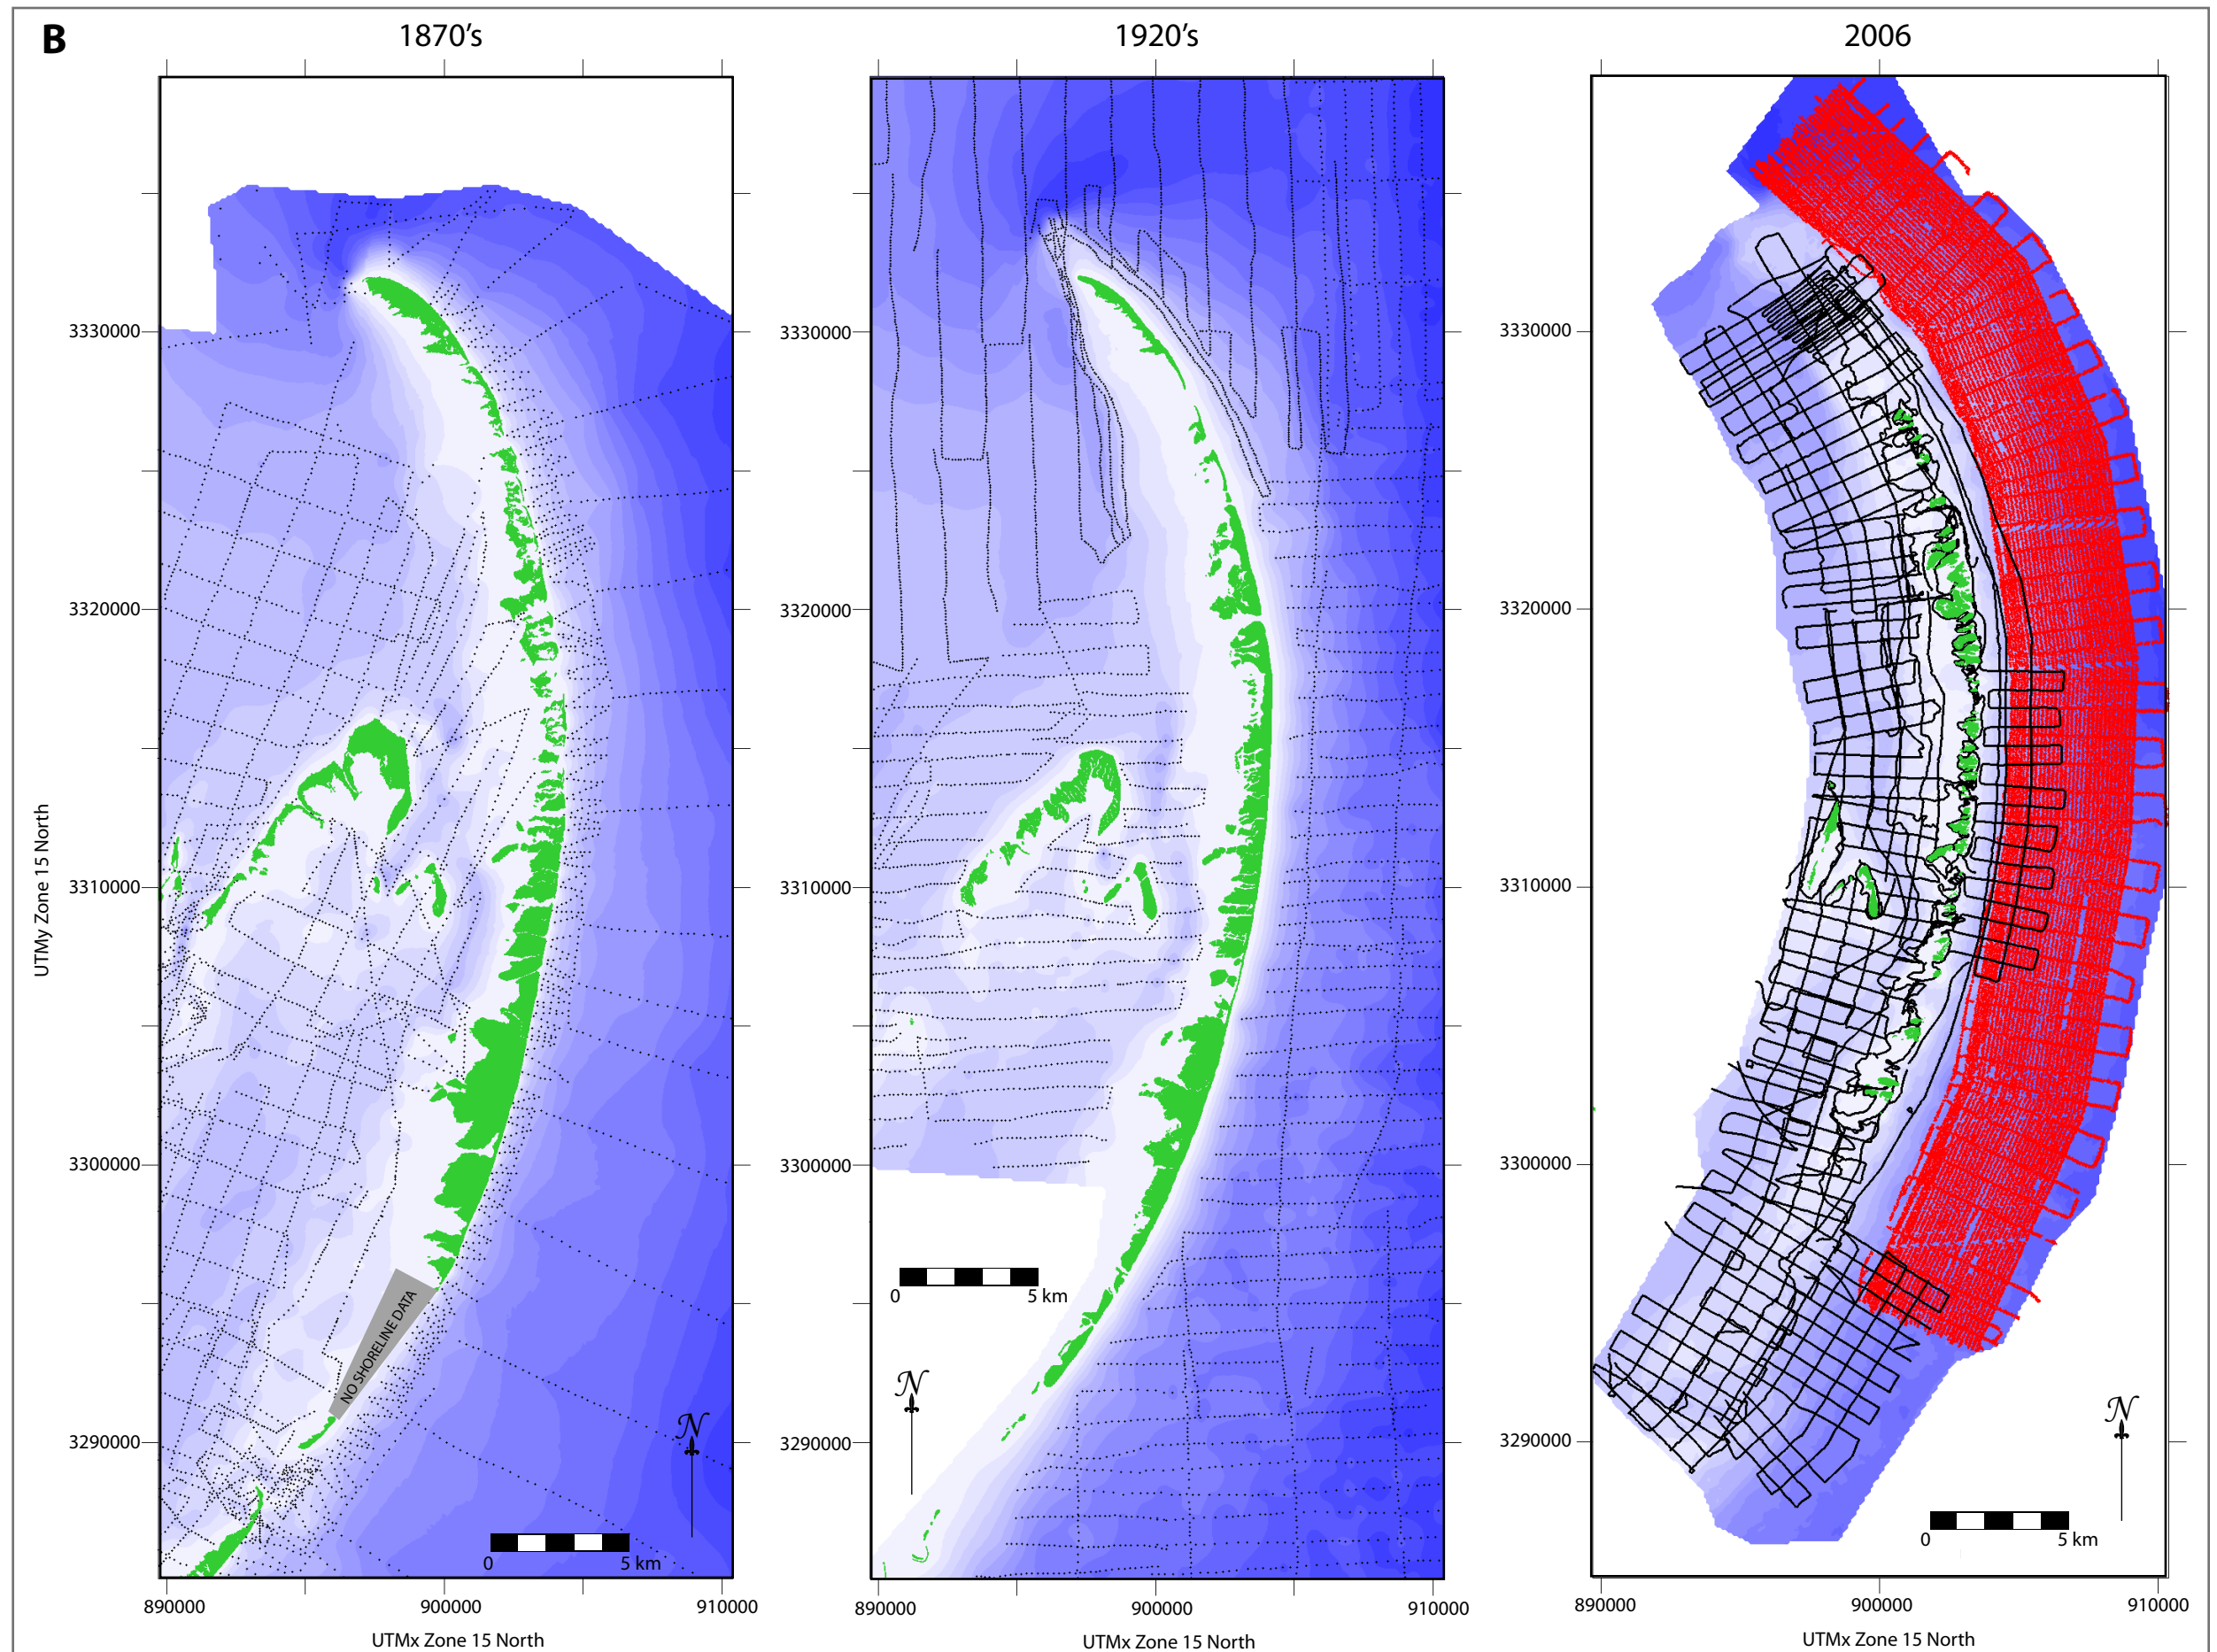 B
1870's
1920's
2006
UTMy Zone 15 North
3330000
3320000
3310000
3300000
3290000
NO SHORELINE DATA
N
0 5 km
890000 900000 910000
UTMx Zone 15 North
3330000
3320000
3310000
3300000
3290000
0 5 km
N
890000 900000 910000
UTMx Zone 15 North
3330000
3320000
3310000
3300000
3290000
N
0 5 km
890000 900000 910000
UTMx Zone 15 North